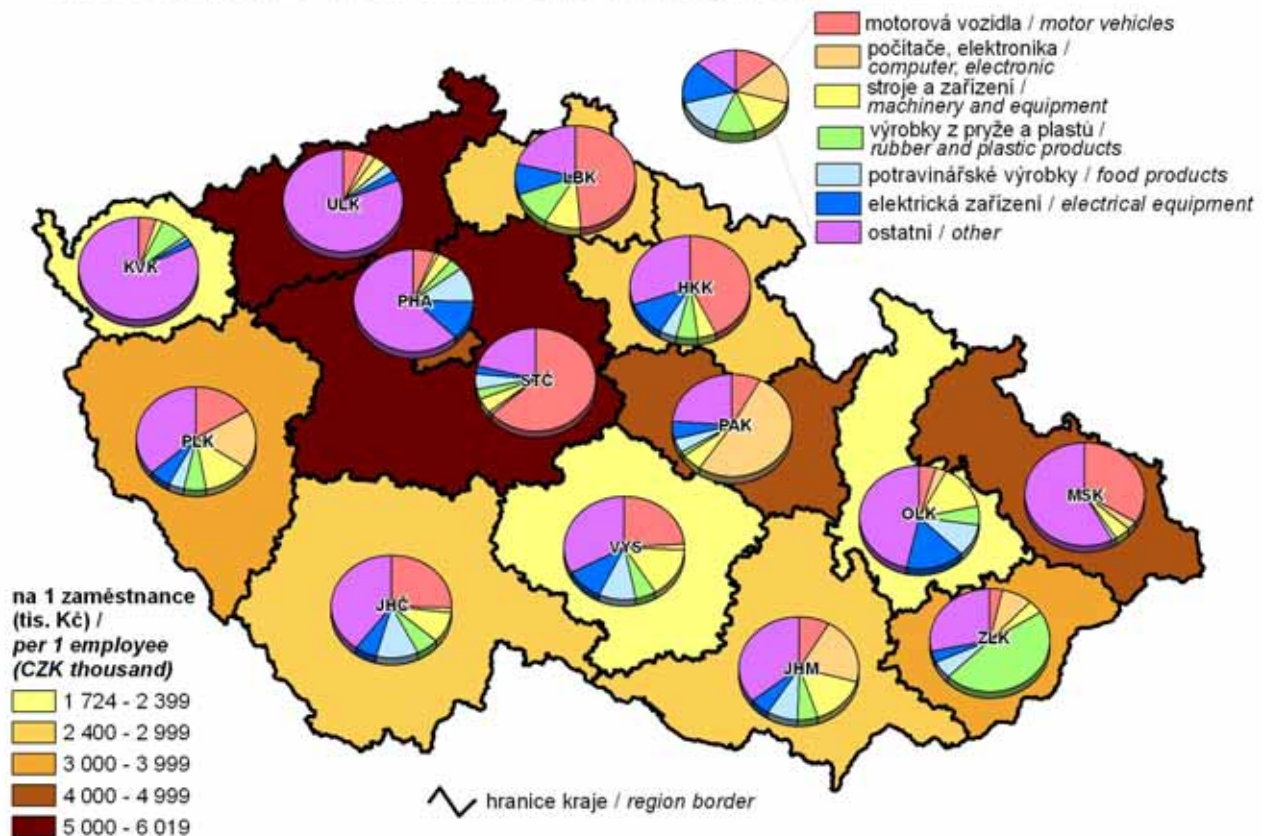 motorová vozidla / motor vehicles
počítače, elektronika /
computer, electronic
stroje a zařízení /
machinery and equipment
výrobky z pryže a plastů /
rubber and plastic products
potravinářské výrobky / food products
elektrická zařízení / electrical equipment
ostatní / other
LBK
ULK
KVK
HKK
PHA
STČ
PAK
PLK
MSK
OLK
VYS
JHČ
ZLK
JHM
na 1 zaměstnance
(tis. Kč) /
per 1 employee
(CZK thousand)
1 724 - 2 399
2 400 - 2 999
3 000 - 3 999
4 000 - 4 999
5 000 - 6 019
hranice kraje / region border